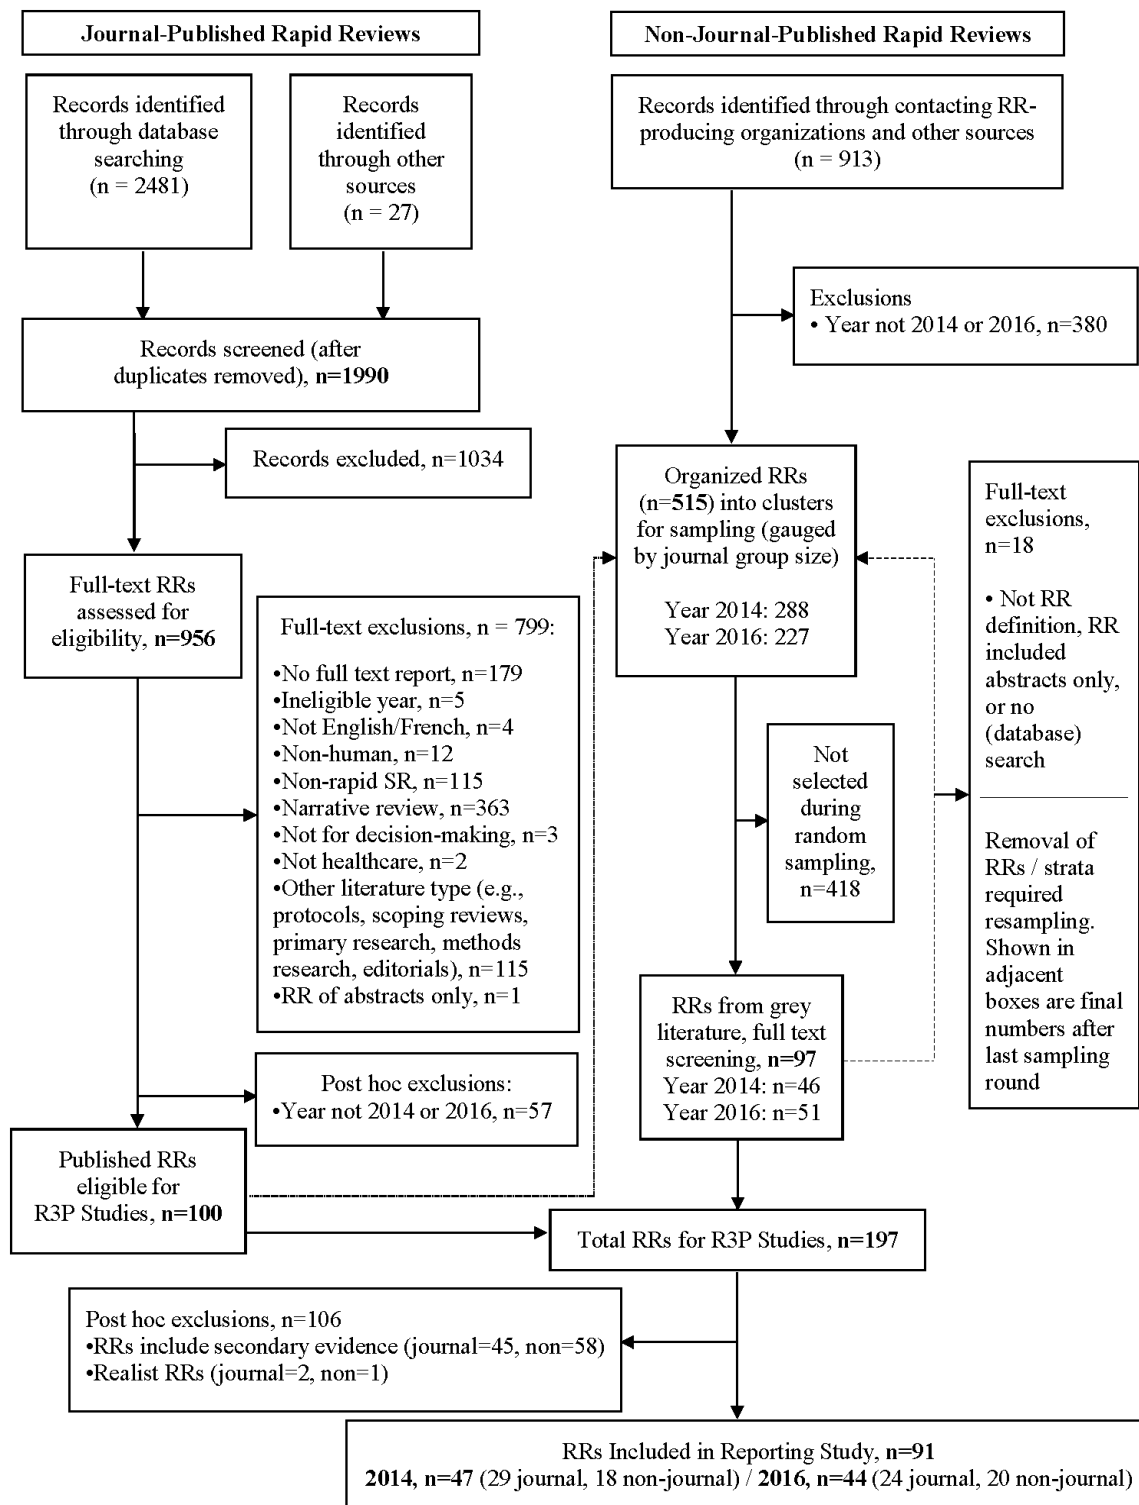 Journal-Published Rapid Reviews
Non-Journal-Published Rapid Reviews
Records identified
through database
searching
(n = 2481)
Records
identified
through other
sources
(n = 27)
Records identified through contacting RR-
producing organizations and other sources
(n = 913)
Exclusions
• Year not 2014 or 2016, n=380
Records screened (after
duplicates removed), n=1990
Records excluded, n=1034
Organized RRs
(n=515) into clusters
for sampling (gauged
by journal group size)
Year 2014: 288
Year 2016: 227
Full-text
exclusions,
n=18
• Not RR
definition, RR
included
abstracts only,
or no
(database)
search
Removal of
RRs / strata
required
resampling.
Shown in
adjacent
boxes are final
numbers after
last sampling
round
Full-text RRs
assessed for
eligibility, n=956
Full-text exclusions, n = 799:
•No full text report, n=179
•Ineligible year, n=5
•Not English/French, n=4
•Non-human, n=12
•Non-rapid SR, n=115
•Narrative review, n=363
•Not for decision-making, n=3
•Not healthcare, n=2
•Other literature type (e.g.,
protocols, scoping reviews,
primary research, methods
research, editorials), n=115
•RR of abstracts only, n=1
Not
selected
during
random
sampling,
n=418
RRs from grey
literature, full text
screening, n=97
Year 2014: n=46
Year 2016: n=51
Post hoc exclusions:
•Year not 2014 or 2016, n=57
Published RRs
eligible for
R3P Studies, n=100
Total RRs for R3P Studies, n=197
Post hoc exclusions, n=106
•RRs include secondary evidence (journal=45, non=58)
•Realist RRs (journal=2, non=1)
RRs Included in Reporting Study, n=91
2014, n=47 (29 journal, 18 non-journal) / 2016, n=44 (24 journal, 20 non-journal)